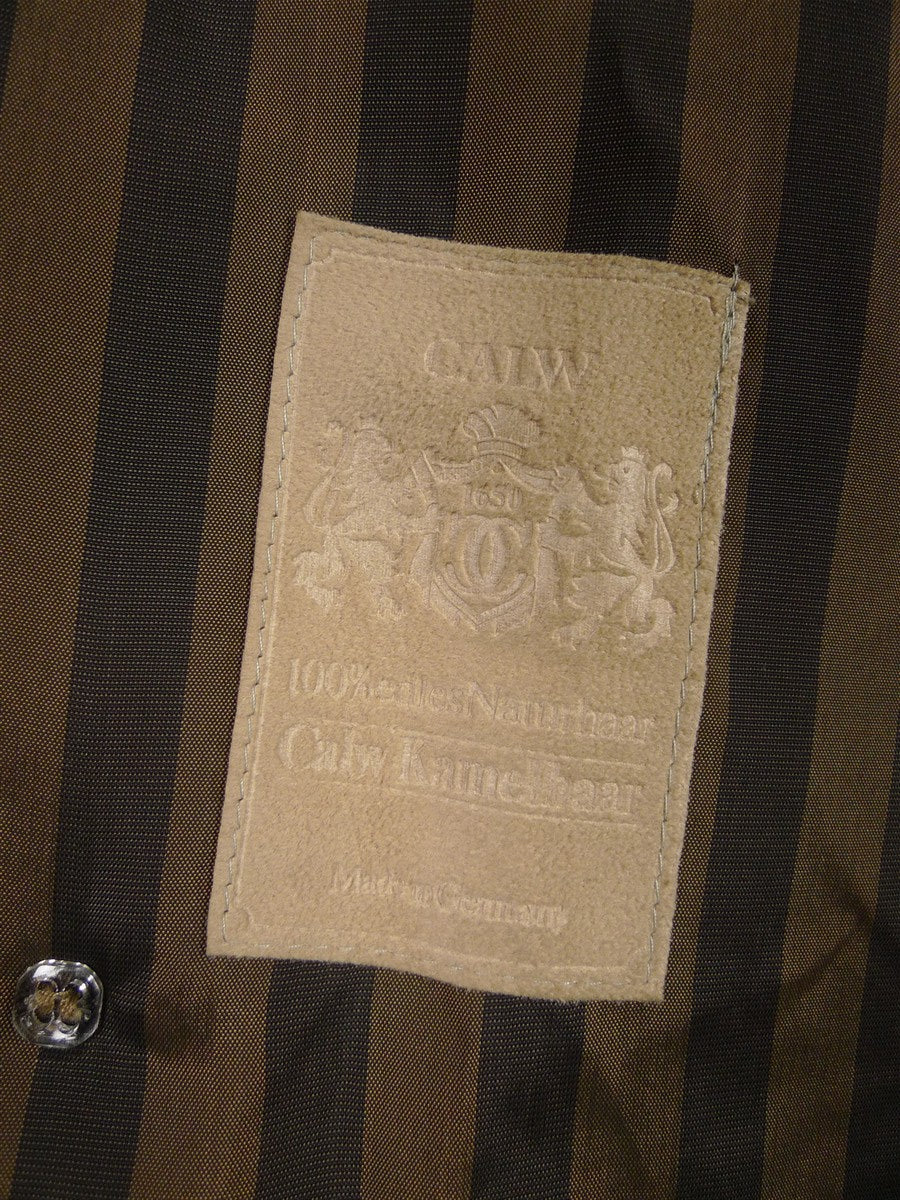 CALW
1650
100% edles Naturhaar
Calw Kamelhaar
Made in Germany